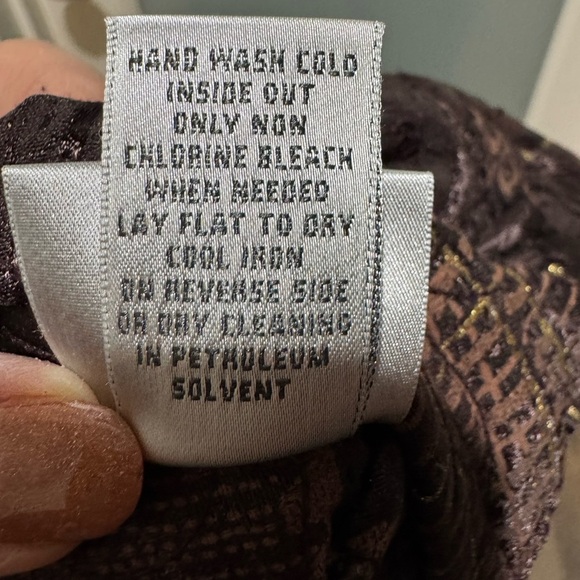 HAND WASH COLD
INSIDE OUT
ONLY NON
CHLORINE BLEACH
WHEN NEEDED
LAY FLAT TO DRY
COOL IRON
ON REVERSE SIDE
OR DRY CLEANING
IN PETROLEUM
SOLVENT